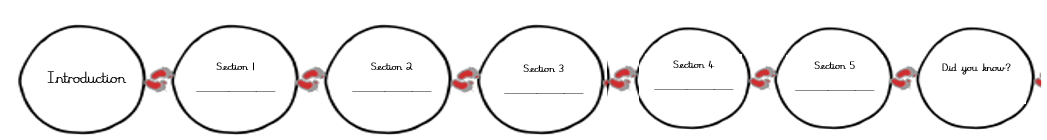 Introduction
Section 1
Section 2
Section 3
Section 4
Section 5
Did you know?